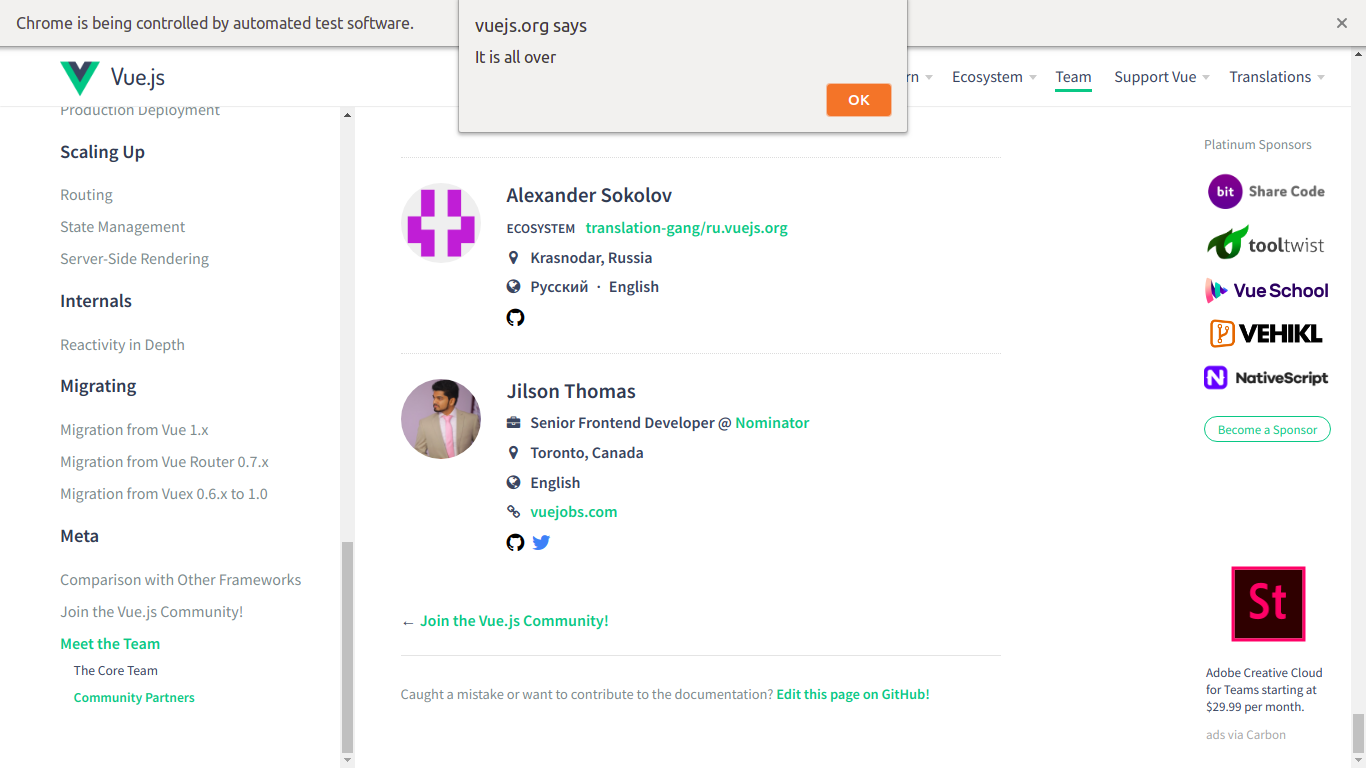 Chrome is being controlled by automated test software.
vuejs.org says
It is all over
OK
Vue.js
rn
Ecosystem
Team
Support Vue
Translations
Production Deployment
Scaling Up
Routing
State Management
Server-Side Rendering
Internals
Reactivity in Depth
Migrating
Migration from Vue 1.x
Migration from Vue Router 0.7.x
Migration from Vuex 0.6.x to 1.0
Meta
Comparison with Other Frameworks
Join the Vue.js Community!
Meet the Team
The Core Team
Community Partners
Alexander Sokolov
ECOSYSTEM translation-gang/ru.vuejs.org
Krasnodar, Russia
Русский · English
Jilson Thomas
Senior Frontend Developer @ Nominator
Toronto, Canada
English
vuejobs.com
← Join the Vue.js Community!
Caught a mistake or want to contribute to the documentation? Edit this page on GitHub!
Platinum Sponsors
bit Share Code
tooltwist
Vue School
VEHIKL
N NativeScript
Become a Sponsor
St
Adobe Creative Cloud
for Teams starting at
$29.99 per month.
ads via Carbon